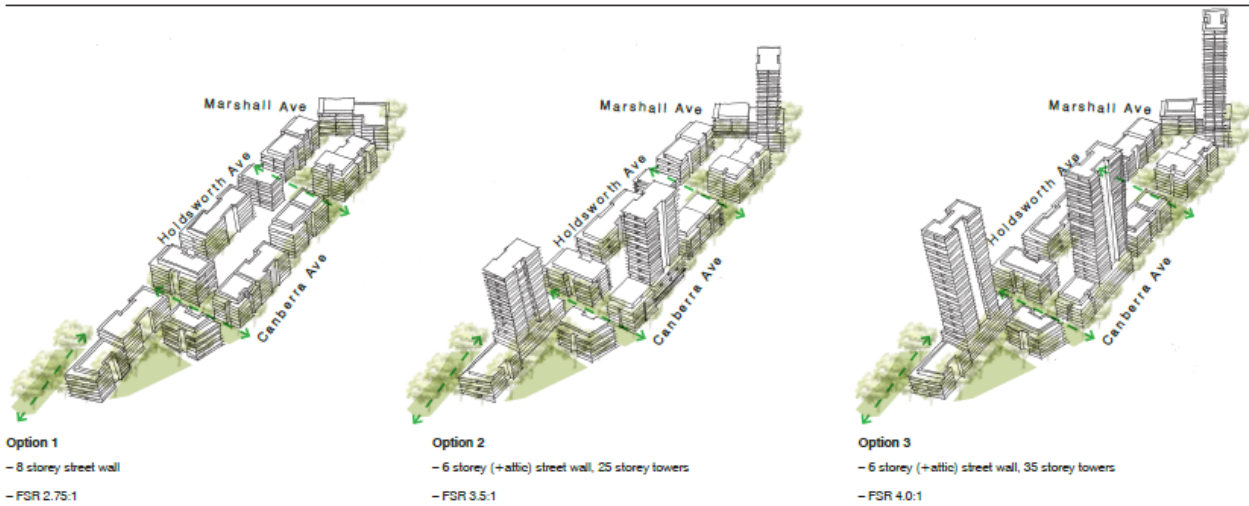 Marshall Ave
Holdsworth Ave
Canberra Ave
Option 1
– 8 storey street wall
– FSR 2.75:1
Marshall Ave
Holdsworth Ave
Canberra Ave
Option 2
– 6 storey (+attic) street wall, 25 storey towers
– FSR 3.5:1
Marshall Ave
Holdsworth Ave
Canberra Ave
Option 3
– 6 storey (+attic) street wall, 35 storey towers
– FSR 4.0:1